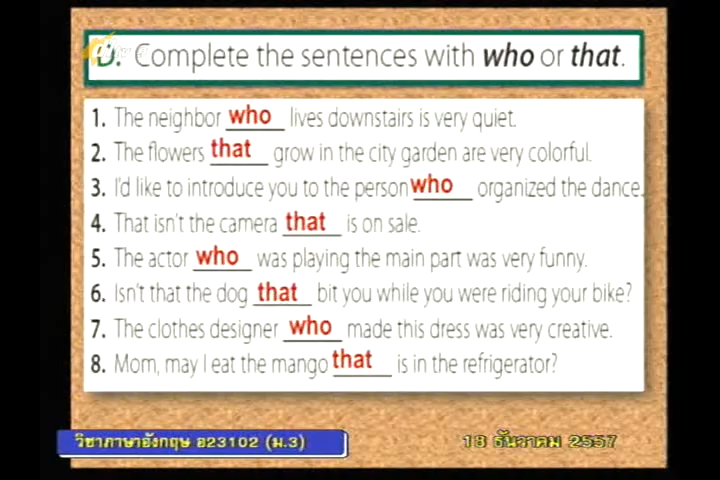 D. Complete the sentences with who or that.
1. The neighbor who lives downstairs is very quiet.
2. The flowers that grow in the city garden are very colorful.
3. I'd like to introduce you to the person who organized the dance.
4. That isn't the camera that is on sale.
5. The actor who was playing the main part was very funny.
6. Isn't that the dog that bit you while you were riding your bike?
7. The clothes designer who made this dress was very creative.
8. Mom, may I eat the mango that is in the refrigerator?
วิชาภาษาอังกฤษ อ23102 (ม.3)
18 ธันวาคม 2557